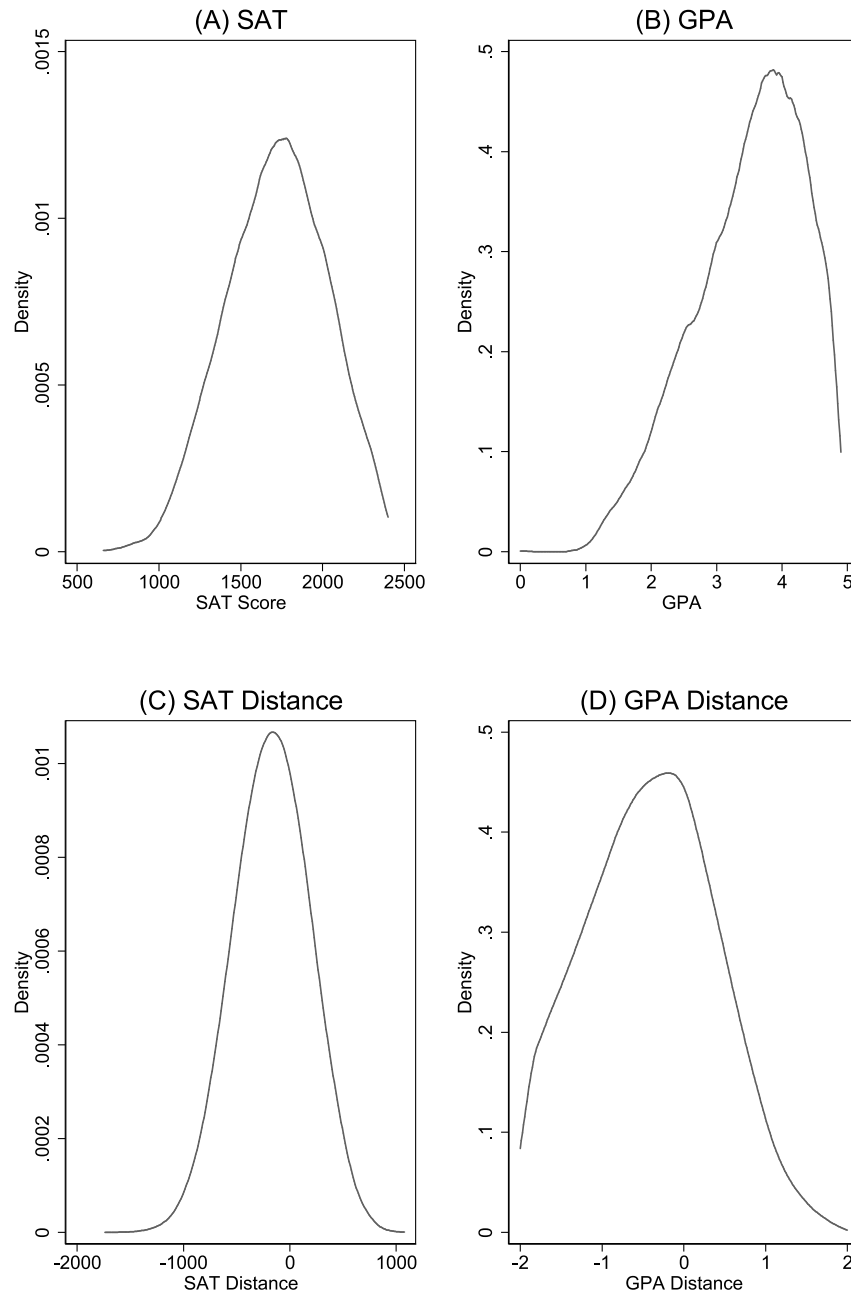 (A) SAT
Density
0 .0005 .001 .0015
500 1000 1500 2000 2500
SAT Score
(B) GPA
Density
0 .1 .2 .3 .4 .5
0 1 2 3 4 5
GPA
(C) SAT Distance
Density
0 .0002 .0004 .0006 .0008 .001
-2000 -1000 0 1000
SAT Distance
(D) GPA Distance
Density
0 .1 .2 .3 .4 .5
-2 -1 0 1 2
GPA Distance